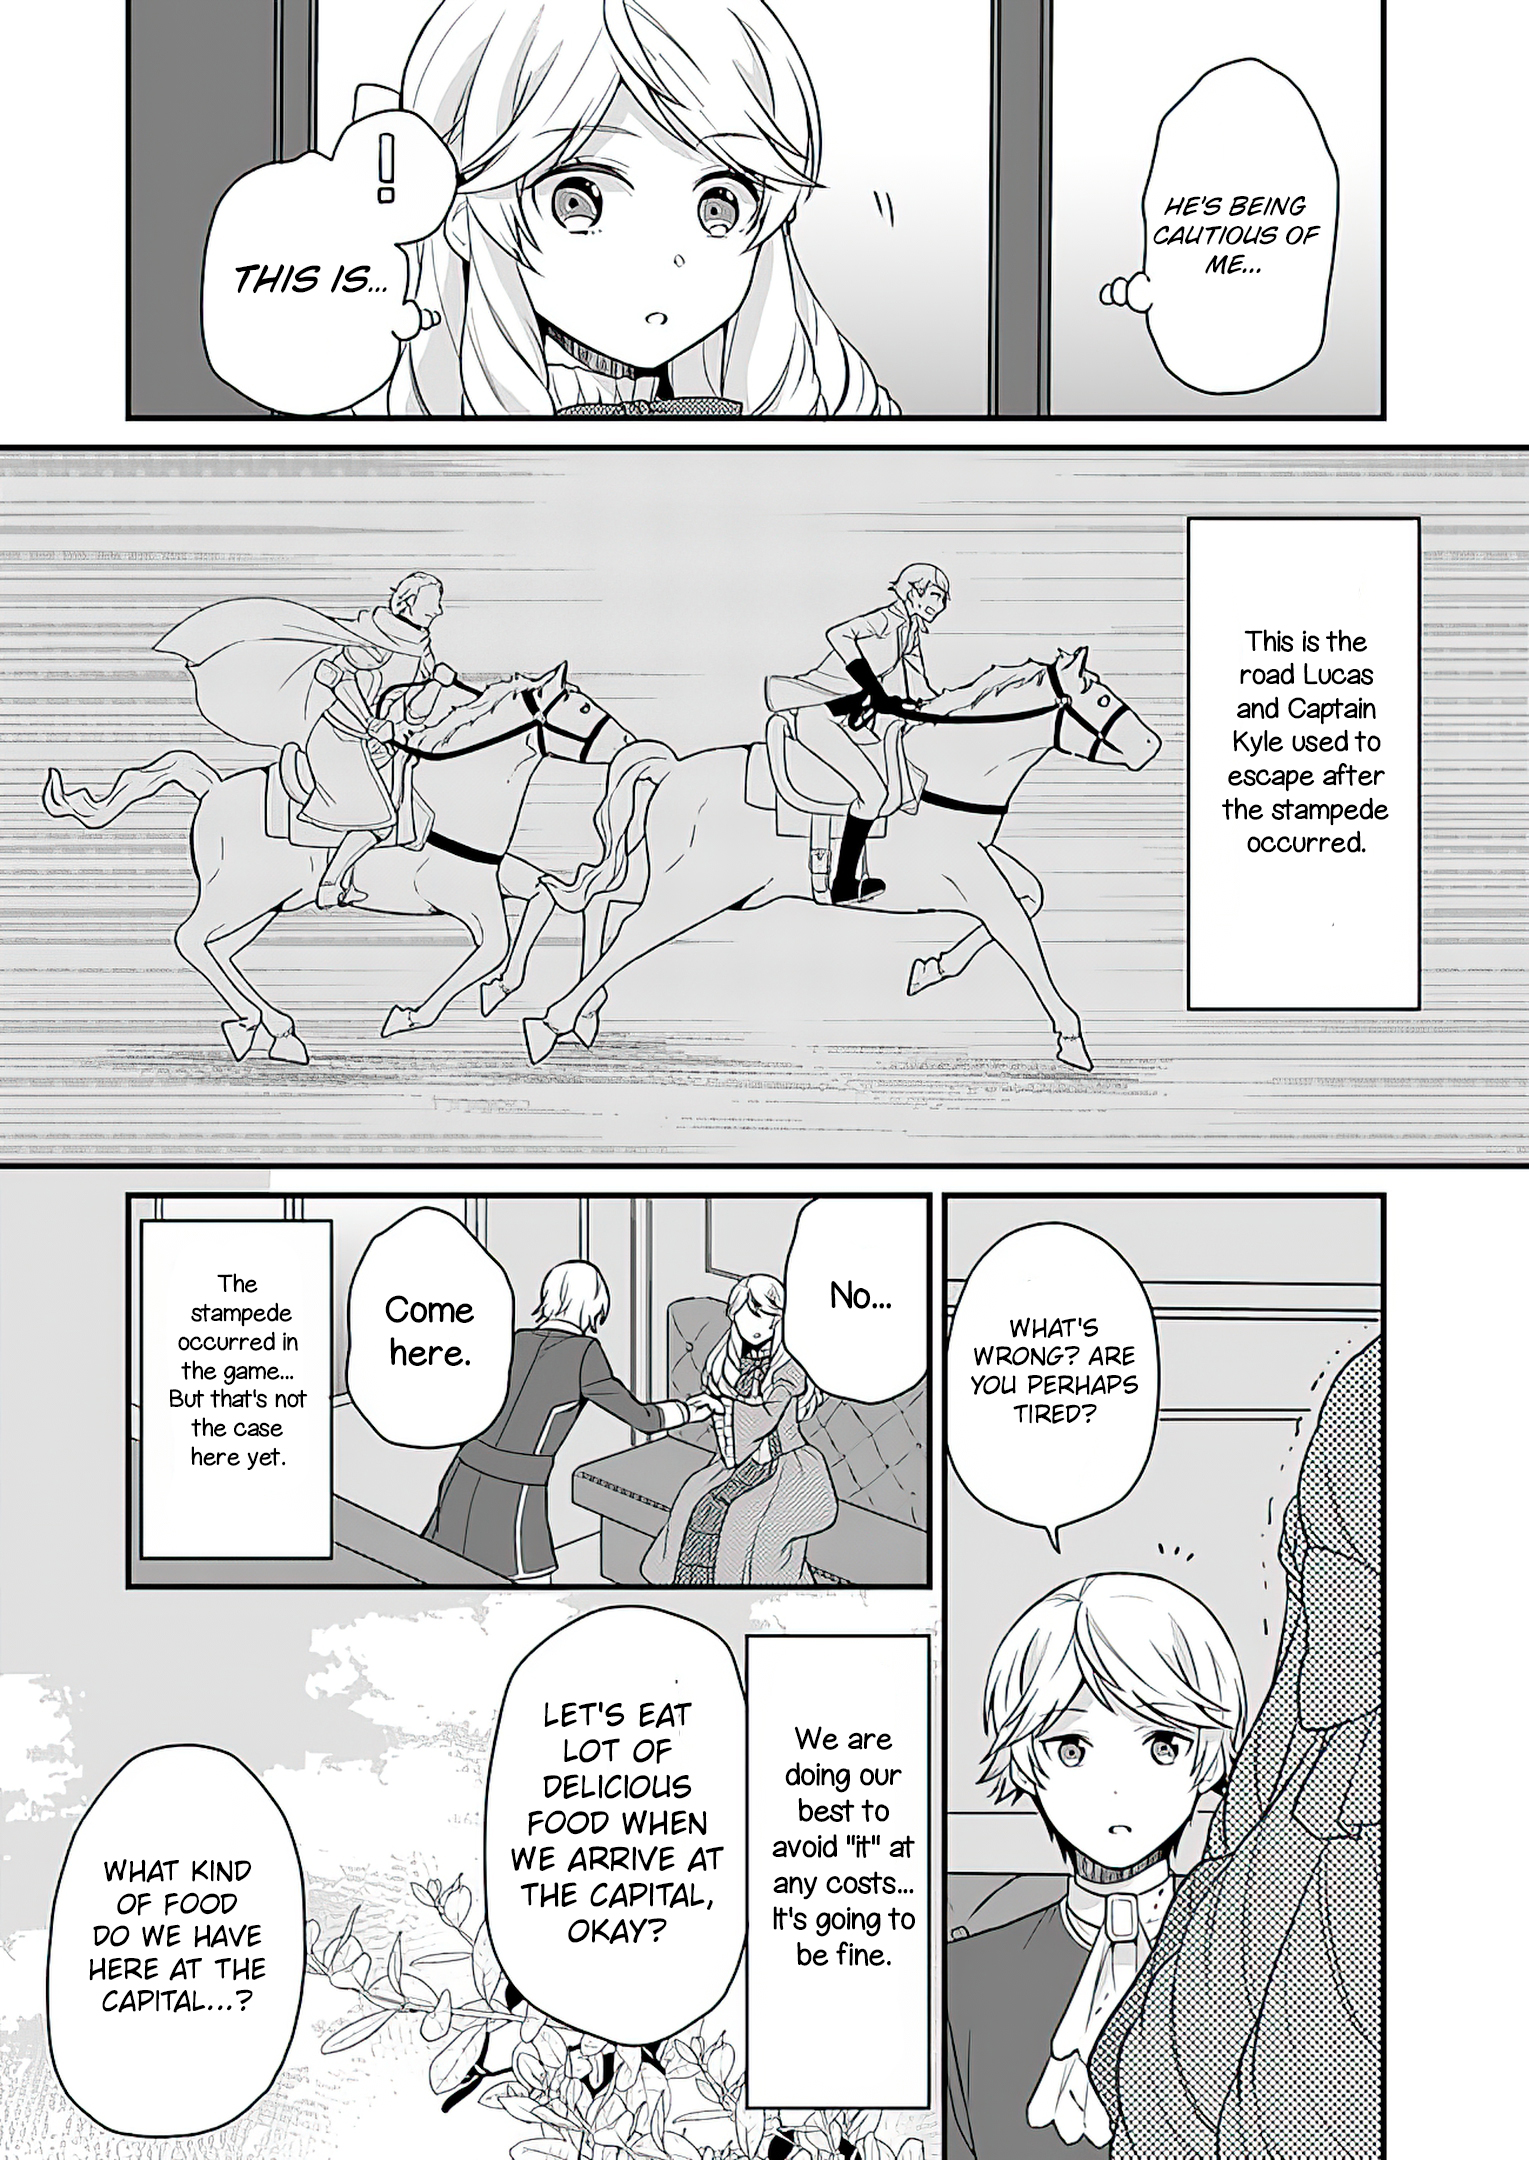 HE'S BEING
CAUTIOUS OF
ME...
!
THIS IS...
This is the
road Lucas
and Captain
Kyle used to
escape after
the stampede
occurred.
WHAT'S
WRONG? ARE
YOU PERHAPS
TIRED?
No...
Come
here.
The
stampede
occurred in
the game...
But that's not
the case
here yet.
We are
doing our
best to
avoid "it" at
any costs...
It's going to
be fine.
LET'S EAT
LOT OF
DELICIOUS
FOOD WHEN
WE ARRIVE AT
THE CAPITAL,
OKAY?
WHAT KIND
OF FOOD
DO WE HAVE
HERE AT THE
CAPITAL...?